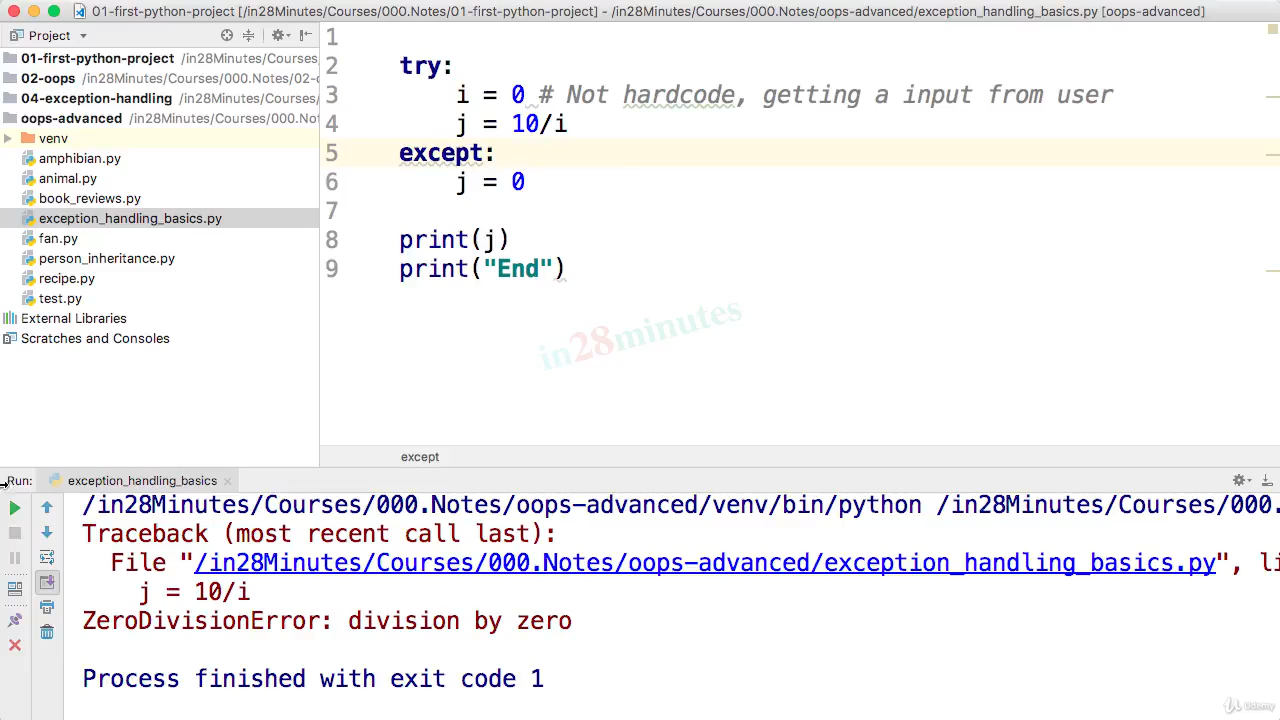 01-first-python-project [/in28Minutes/Courses/000.Notes/01-first-python-project] - /in28Minutes/Courses/000.Notes/oops-advanced/exception_handling_basics.py [oops-advanced]
Project
01-first-python-project /in28Minutes/Courses
02-oops /in28Minutes/Courses/000.Notes/02-
04-exception-handling /in28Minutes/Courses/
oops-advanced /in28Minutes/Courses/000.No
venv
amphibian.py
animal.py
book_reviews.py
exception_handling_basics.py
fan.py
person_inheritance.py
recipe.py
test.py
External Libraries
Scratches and Consoles
1
2 try:
3 i = 0 # Not hardcode, getting a input from user
4 j = 10/i
5 except:
6 j = 0
7
8 print(j)
9 print("End")
in28minutes
except
Run: exception_handling_basics
/in28Minutes/Courses/000.Notes/oops-advanced/venv/bin/python /in28Minutes/Courses/000.
Traceback (most recent call last):
File "/in28Minutes/Courses/000.Notes/oops-advanced/exception_handling_basics.py", li
j = 10/i
ZeroDivisionError: division by zero
Process finished with exit code 1
Udemy